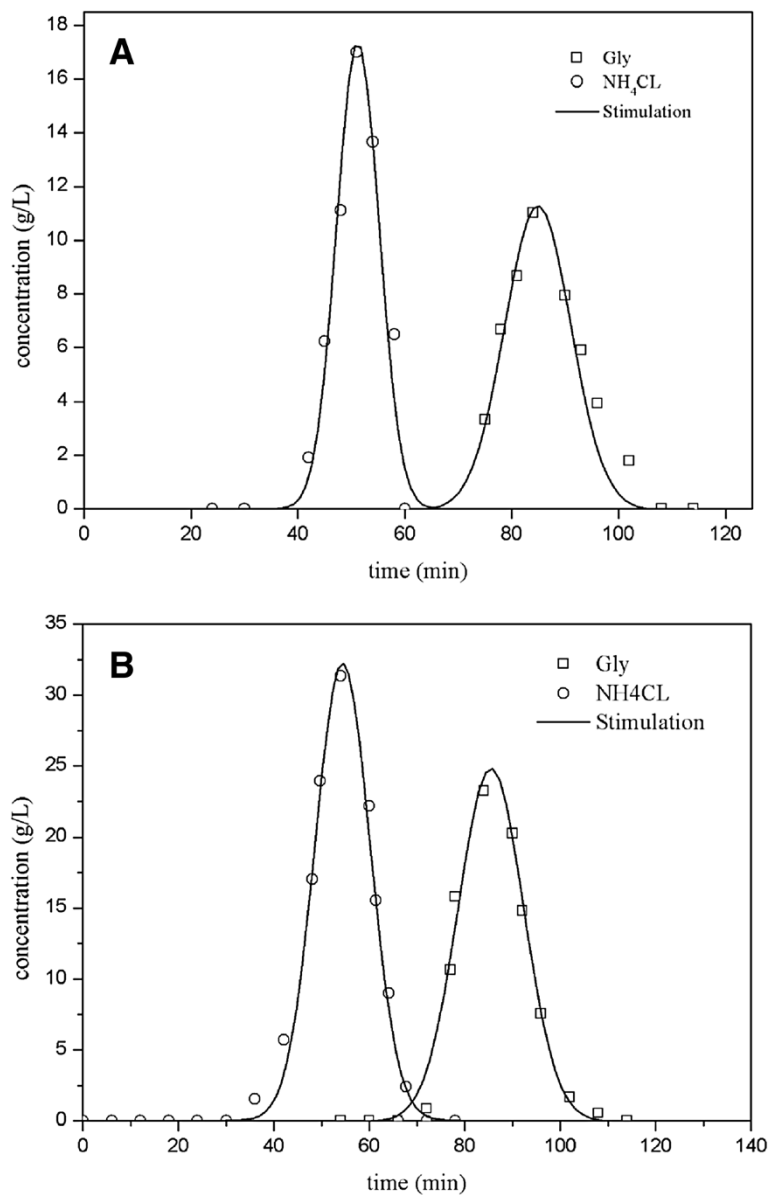 A
Gly
NH4CL
Stimulation
concentration (g/L)
18
16
14
12
10
8
6
4
2
0
0 20 40 60 80 100 120
time (min)
B
Gly
NH4CL
Stimulation
concentration (g/L)
35
30
25
20
15
10
5
0
0 20 40 60 80 100 120 140
time (min)